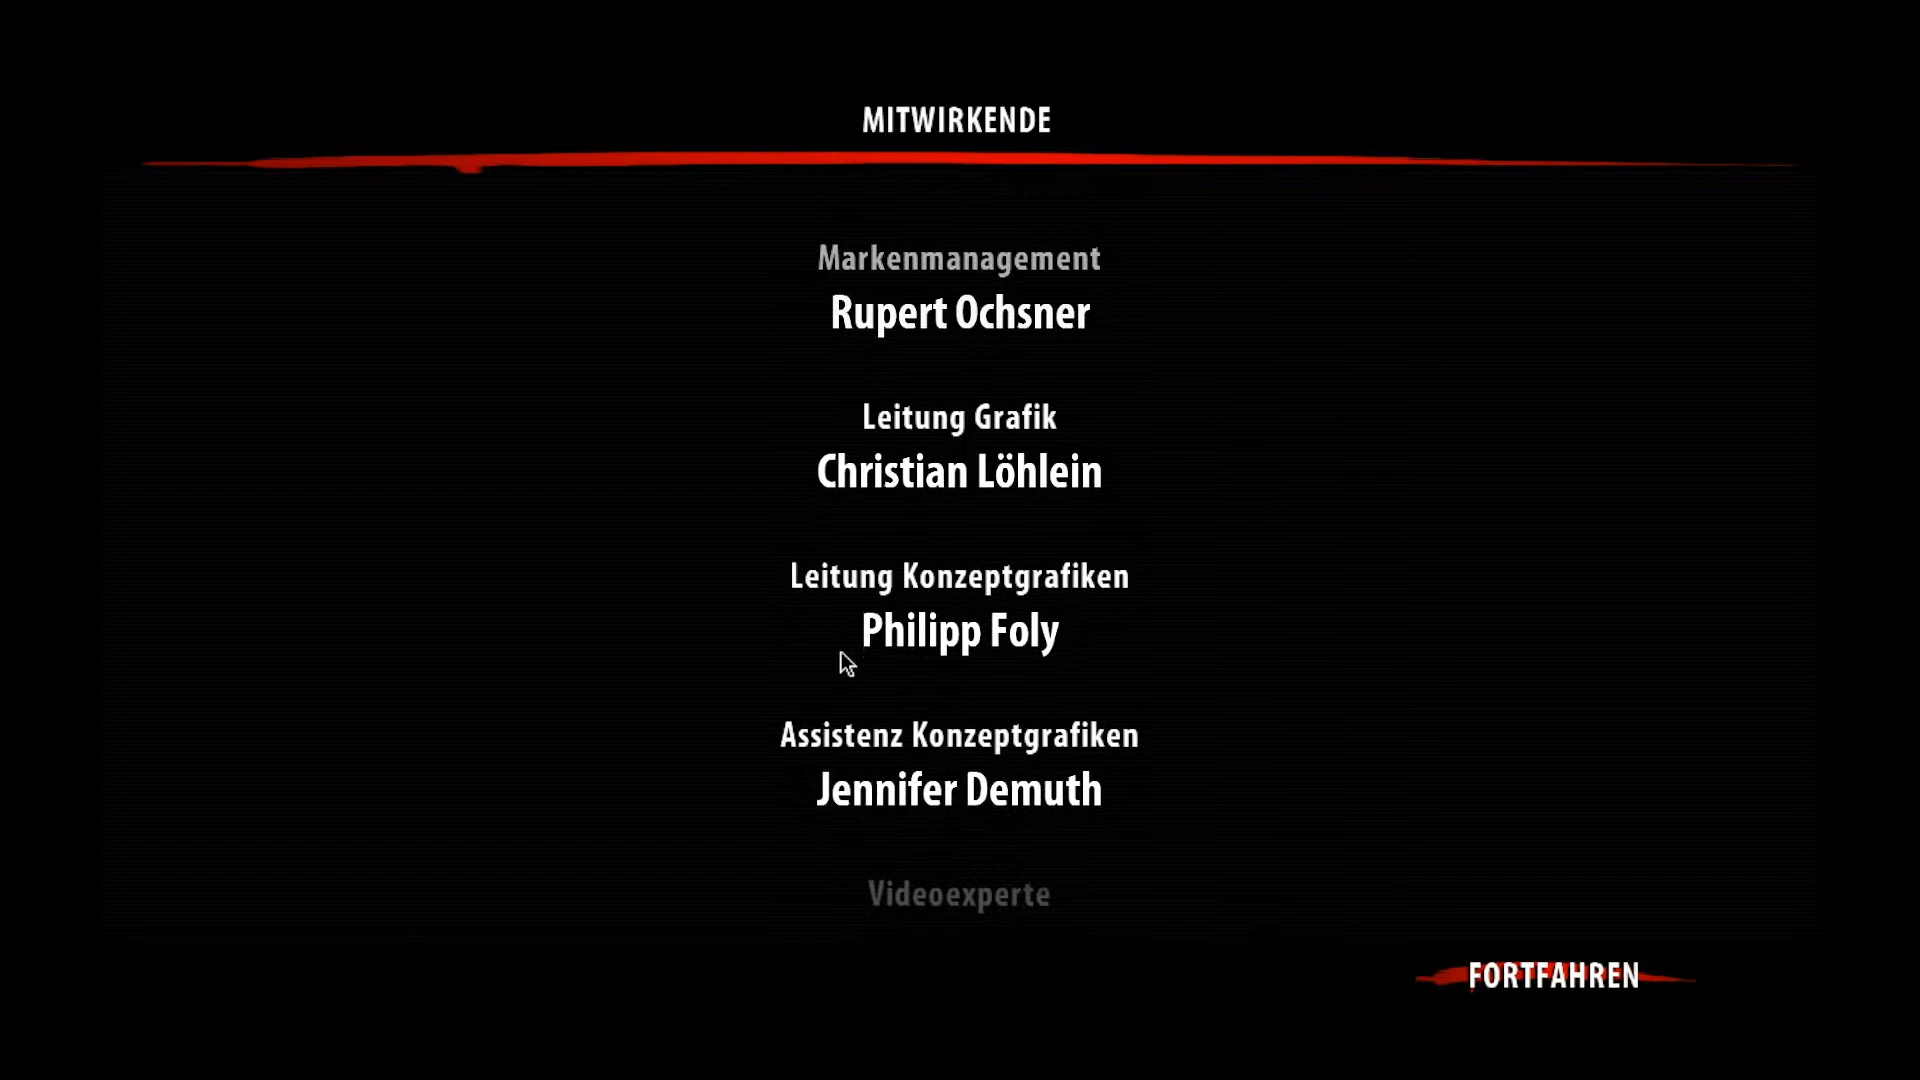 MITWIRKENDE
Markenmanagement
Rupert Ochsner
Leitung Grafik
Christian Löhlein
Leitung Konzeptgrafiken
Philipp Foly
Assistenz Konzeptgrafiken
Jennifer Demuth
Videoexperte
FORTFAHREN